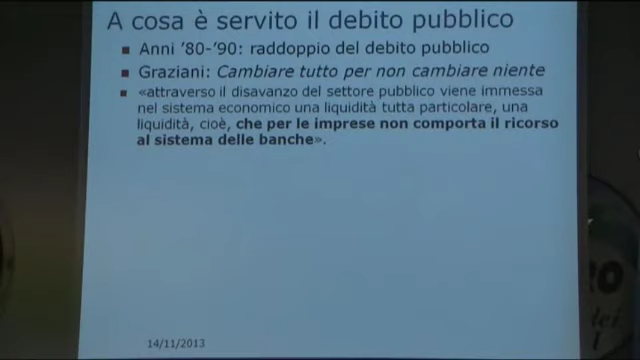 A cosa è servito il debito pubblico
Anni '80-'90: raddoppio del debito pubblico
Graziani: Cambiare tutto per non cambiare niente
«attraverso il disavanzo del settore pubblico viene immessa
nel sistema economico una liquidità tutta particolare, una
liquidità, cioè, che per le imprese non comporta il ricorso
al sistema delle banche».
14/11/2013